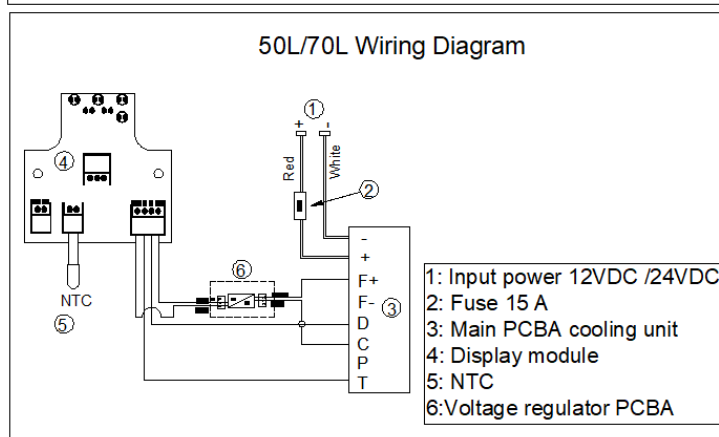 50L/70L Wiring Diagram
1
+ -
Red
White
4
2
-
+
6
F+
F-
3
D
C
P
T
NTC
5
1: Input power 12VDC /24VDC
2: Fuse 15 A
3: Main PCBA cooling unit
4: Display module
5: NTC
6:Voltage regulator PCBA